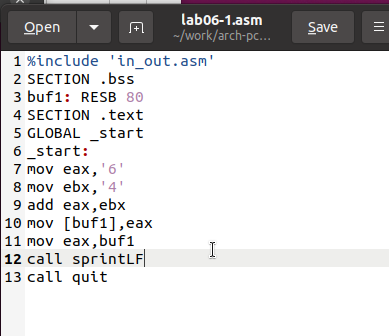 Open
lab06-1.asm
~/work/arch-pc...
Save
1 %include 'in_out.asm'
2 SECTION .bss
3 buf1: RESB 80
4 SECTION .text
5 GLOBAL _start
6 _start:
7 mov eax,'6'
8 mov ebx,'4'
9 add eax,ebx
10 mov [buf1],eax
11 mov eax,buf1
12 call sprintLF
13 call quit